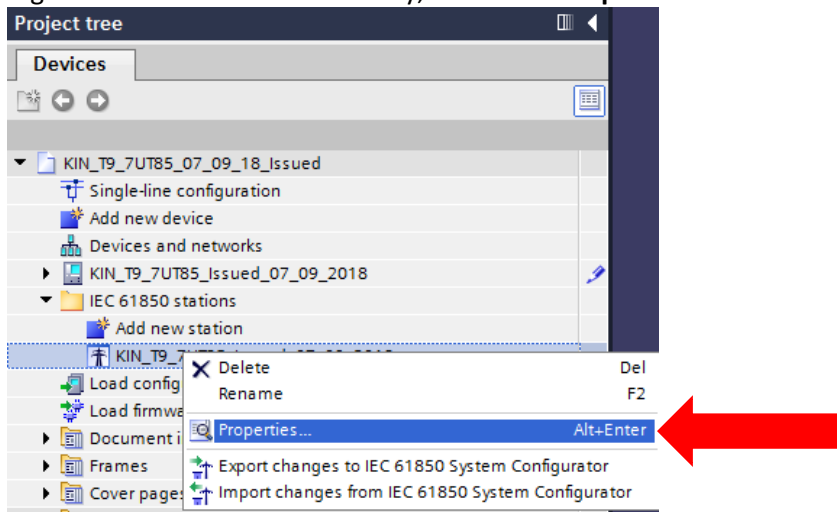 Project tree
Devices
KIN_T9_7UT85_07_09_18_Issued
Single-line configuration
Add new device
Devices and networks
KIN_T9_7UT85_Issued_07_09_2018
IEC 61850 stations
Add new station
KIN_T9_
Delete Del
Load config
Rename F2
Load firmwa
Properties... Alt+Enter
Document i
Frames
Export changes to IEC 61850 System Configurator
Cover pages
Import changes from IEC 61850 System Configurator